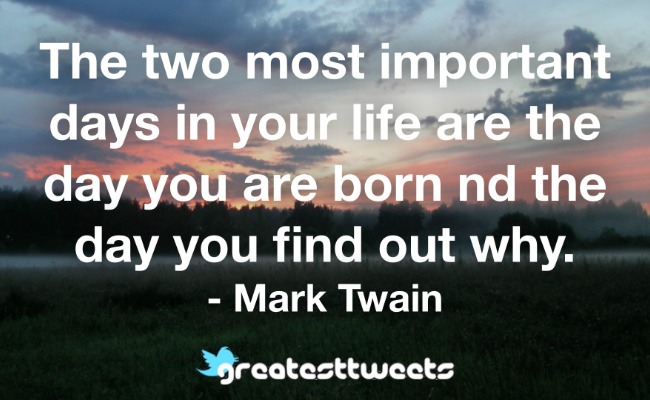 The two most important
days in your life are the
day you are born nd the
day you find out why.
- Mark Twain
greatesttweets